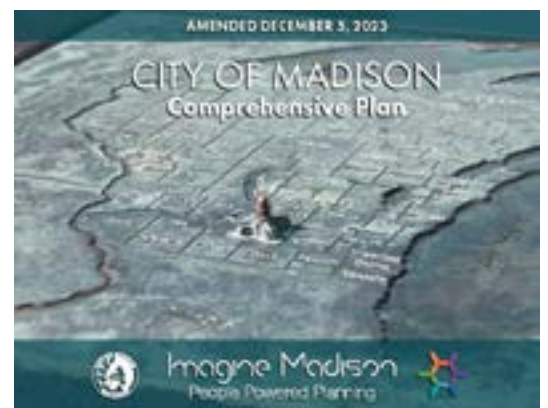 AMENDED DECEMBER 5, 2023
CITY OF MADISON
Comprehensive Plan
Imagine Madison
People Powered Planning